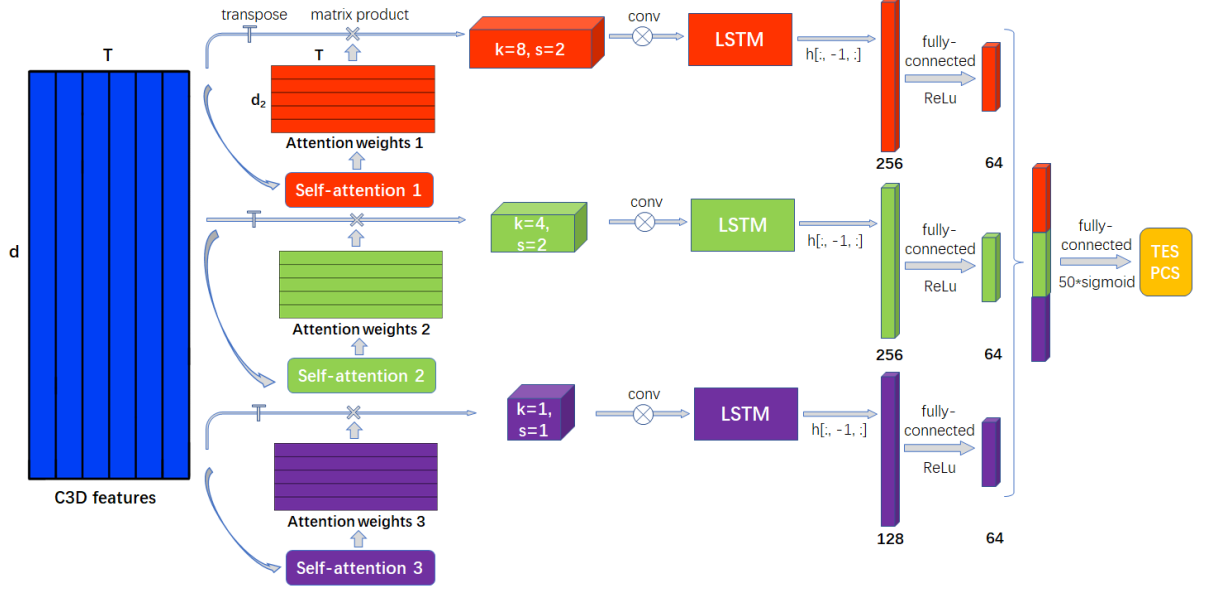 transpose
matrix product
conv
k=8, s=2
LSTM
h[:, -1, :]
fully-
connected
ReLu
256
64
T
T
d₂
Attention weights 1
Self-attention 1
T
d
C3D features
T
k=4,
s=2
conv
LSTM
h[:, -1, :]
fully-
connected
ReLu
256
64
Attention weights 2
Self-attention 2
T
k=1,
s=1
conv
LSTM
h[:, -1, :]
fully-
connected
ReLu
128
64
Attention weights 3
Self-attention 3
fully-
connected
50*sigmoid
TES
PCS